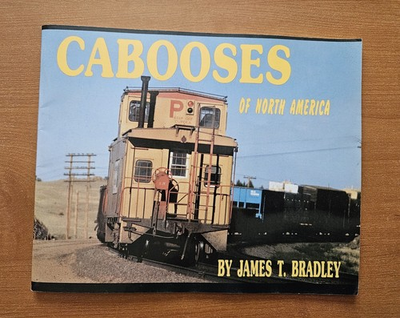 CABOOSES
OF NORTH AMERICA
P
BY JAMES T. BRADLEY